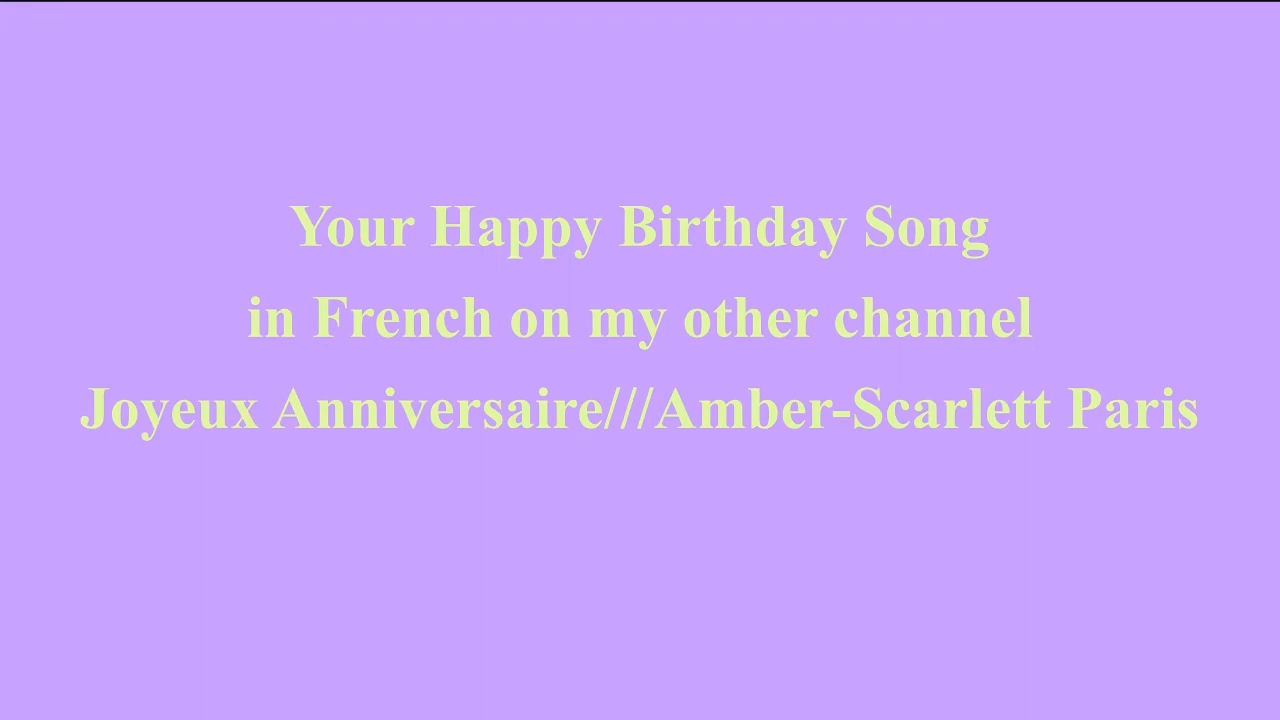 Your Happy Birthday Song
in French on my other channel
Joyeux Anniversaire///Amber-Scarlett Paris